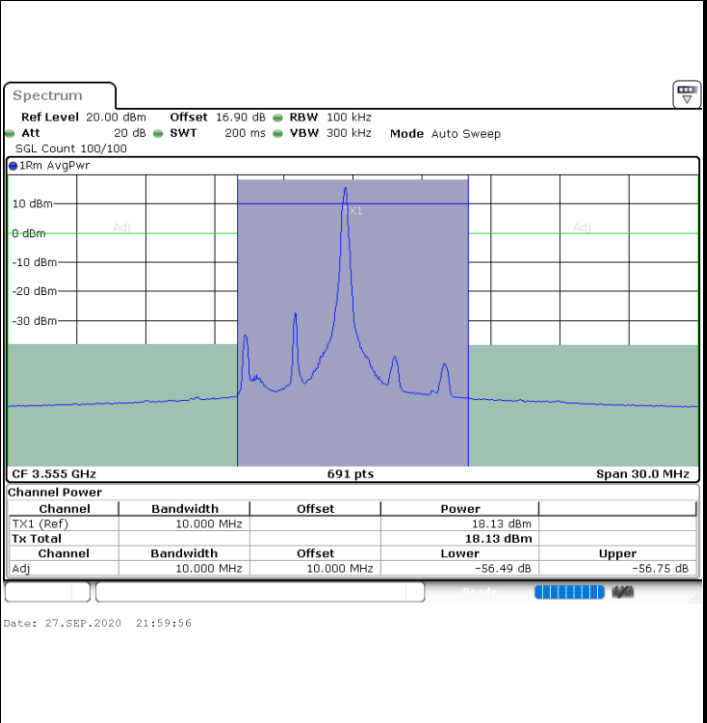 Spectrum
Ref Level 20.00 dBm Offset 16.90 dB RBW 100 kHz
Att 20 dB SWT 200 ms VBW 300 kHz Mode Auto Sweep
SGL Count 100/100
1Rm AvgPwr
10 dBm
TX1
Adj
Adj
0 dBm
-10 dBm
-20 dBm
-30 dBm
CF 3.555 GHz 691 pts Span 30.0 MHz
Channel Power
Channel Bandwidth Offset Power
TX1 (Ref) 10.000 MHz 18.13 dBm
Tx Total 18.13 dBm
Channel Bandwidth Offset Lower Upper
Adj 10.000 MHz 10.000 MHz -56.49 dB -56.75 dB
Ready
Date: 27.SEP.2020 21:59:56